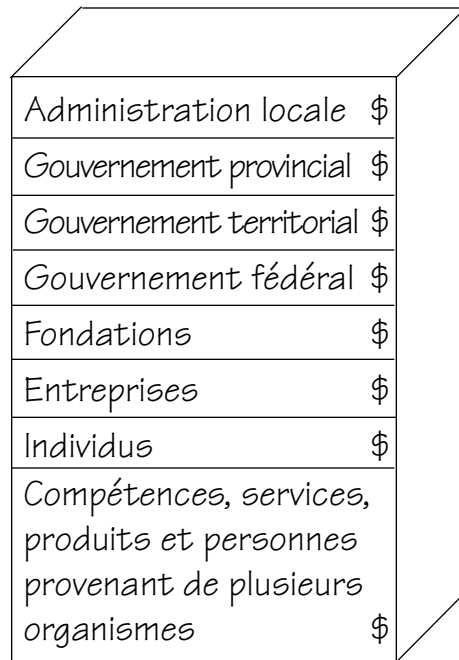 Administration locale $
Gouvernement provincial $
Gouvernement territorial $
Gouvernement fédéral $
Fondations $
Entreprises $
Individus $
Compétences, services,
produits et personnes
provenant de plusieurs
organismes $